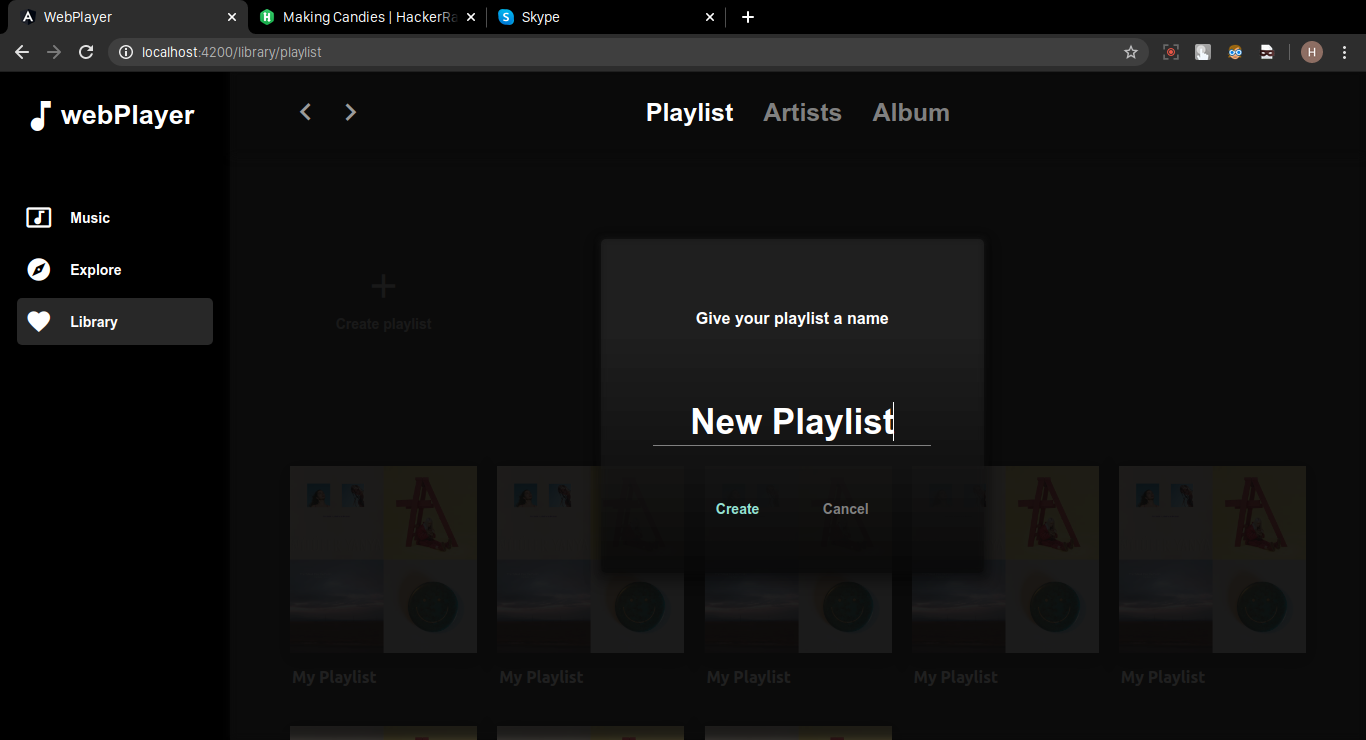 WebPlayer
Making Candies | HackerRa
Skype
localhost:4200/library/playlist
H
webPlayer
Playlist Artists Album
Music
Explore
Library
Create playlist
Give your playlist a name
New Playlist
Create Cancel
My Playlist My Playlist My Playlist My Playlist My Playlist